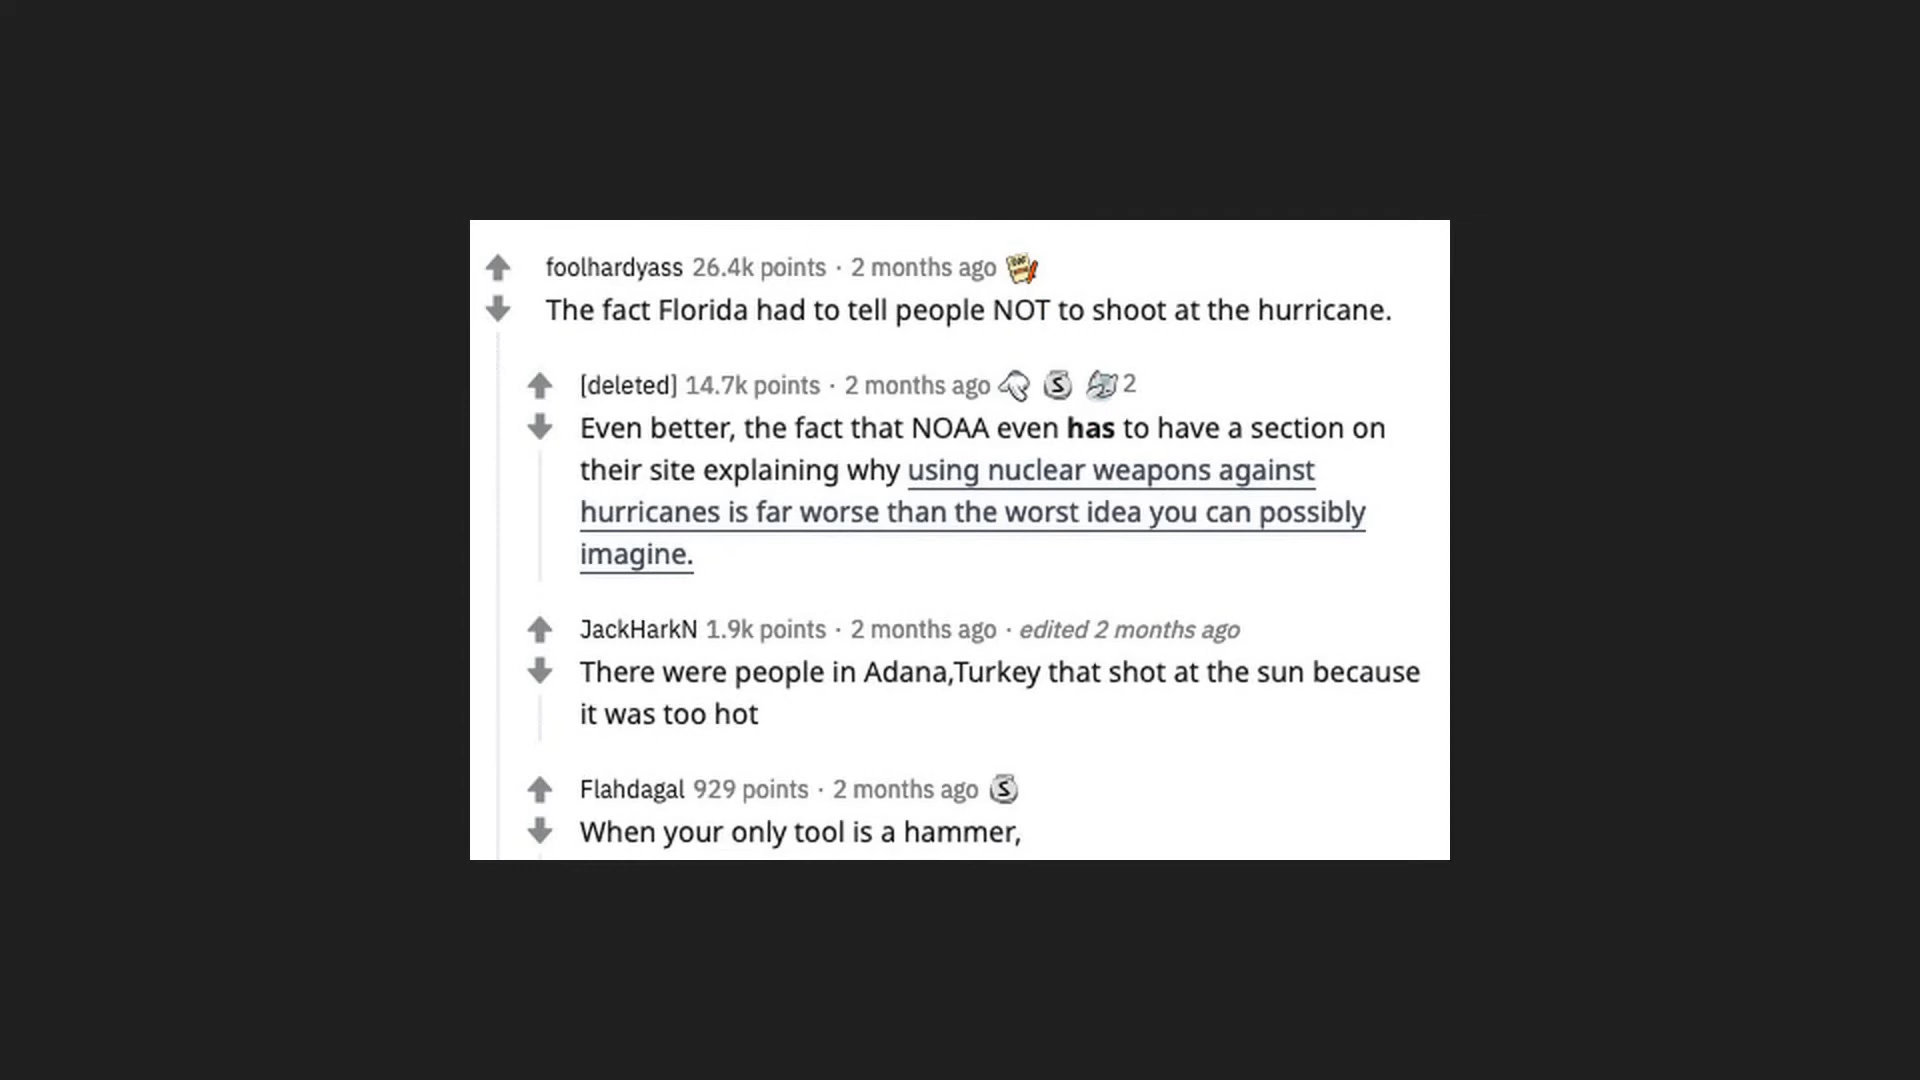 foolhardyass 26.4k points · 2 months ago
The fact Florida had to tell people NOT to shoot at the hurricane.
[deleted] 14.7k points · 2 months ago S 2
Even better, the fact that NOAA even has to have a section on
their site explaining why using nuclear weapons against
hurricanes is far worse than the worst idea you can possibly
imagine.
JackHarkN 1.9k points · 2 months ago · edited 2 months ago
There were people in Adana,Turkey that shot at the sun because
it was too hot
Flahdagal 929 points · 2 months ago S
When your only tool is a hammer,